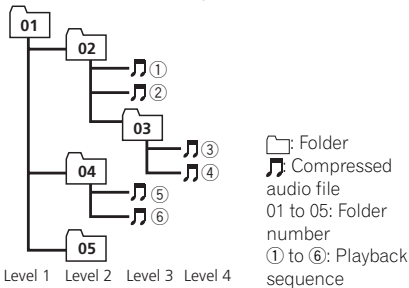 01
02
①
②
03
③
④
04
⑤
⑥
05
Level 1 Level 2 Level 3 Level 4
: Folder
: Compressed
audio file
01 to 05: Folder
number
① to ⑥: Playback
sequence